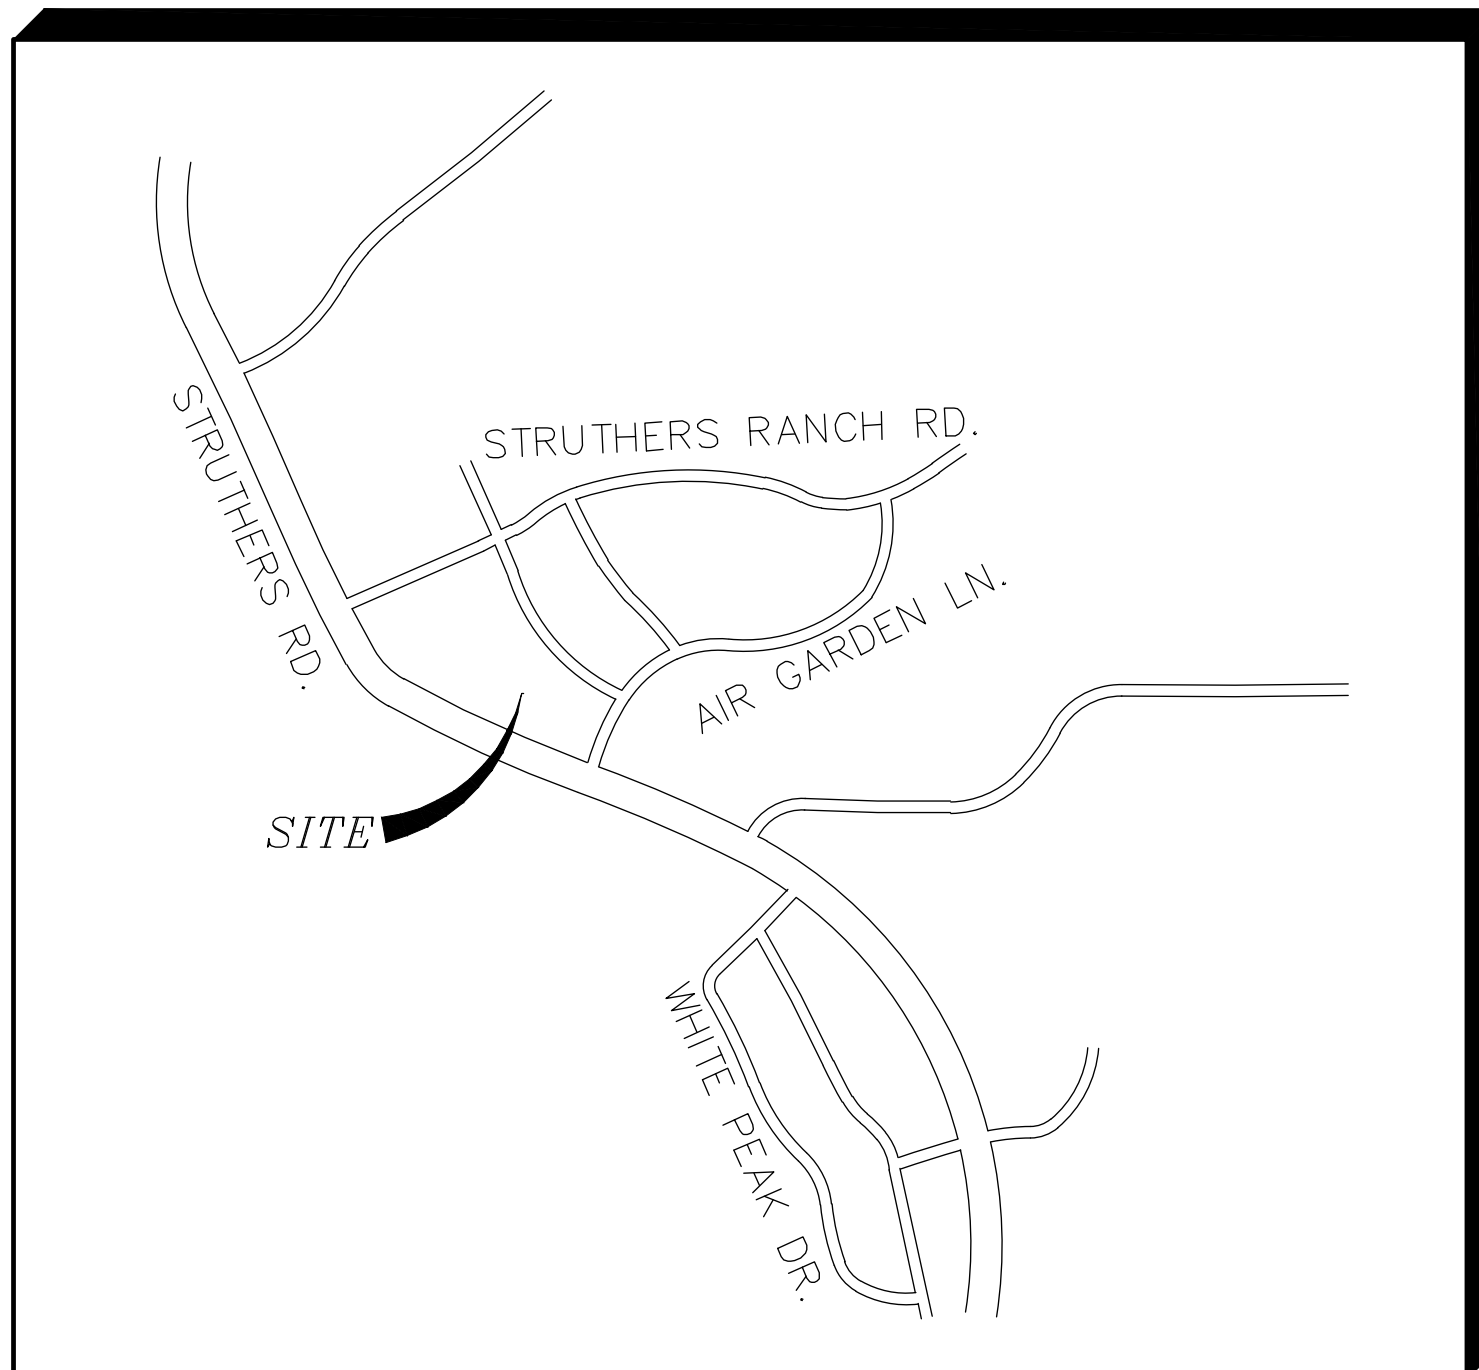 STRUTHERS RD.
STRUTHERS RANCH RD.
AIR GARDEN LN.
SITE
WHITE PEAK DR.